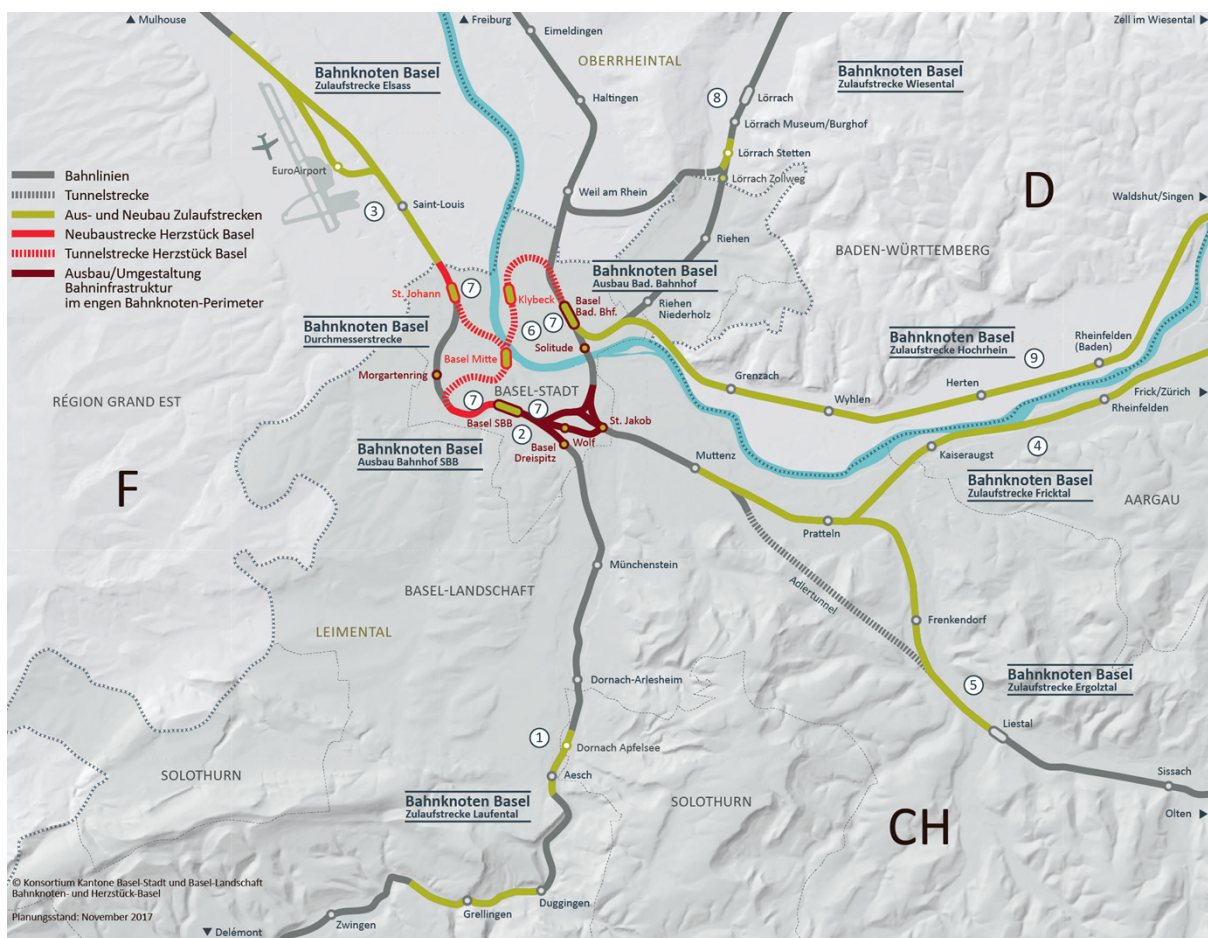 ▲ Mulhouse
▲ Freiburg
Zell im Wiesental ▶
Eimeldingen
OBERRHEINTAL
Bahnknoten Basel
Zulaufstrecke Elsass
Bahnknoten Basel
Zulaufstrecke Wiesental
Haltingen
8
Lörrach
Lörrach Museum/Burghof
Lörrach Stetten
Lörrach Zollweg
EuroAirport
Bahnlinien
Tunnelstrecke
Aus- und Neubau Zulaufstrecken
Neubaustrecke Herzstück Basel
Tunnelstrecke Herzstück Basel
Ausbau/Umgestaltung
Bahninfrastruktur
im engen Bahnknoten-Perimeter
3
Saint-Louis
Weil am Rhein
D
Waldshut/Singen ▶
Riehen
BADEN-WÜRTTEMBERG
Bahnknoten Basel
Ausbau Bad. Bahnhof
St. Johann
7
Klybeck
Basel
Bad. Bhf.
7
Riehen
Niederholz
Bahnknoten Basel
Durchmesserstrecke
6
Solitude
Basel Mitte
Morgartenring
Bahnknoten Basel
Zulaufstrecke Hochrhein
9
Rheinfelden
(Baden)
Grenzach
Wyhlen
Herten
RÉGION GRAND EST
BASEL-STADT
7
7
Basel SBB
2
St. Jakob
Wolf
Basel
Dreispitz
Frick/Zürich ▶
Rheinfelden
Kaiseraugst
4
Bahnknoten Basel
Ausbau Bahnhof SBB
Muttenz
Bahnknoten Basel
Zulaufstrecke Fricktal
AARGAU
F
Pratteln
Münchenstein
Adlertunnel
BASEL-LANDSCHAFT
LEIMENTAL
Frenkendorf
Dornach-Arlesheim
5
Bahnknoten Basel
Zulaufstrecke Ergolztal
Liestal
1
Dornach Apfelsee
Aesch
SOLOTHURN
SOLOTHURN
Sissach
Olten ▶
Bahnknoten Basel
Zulaufstrecke Laufental
CH
© Konsortium Kantone Basel-Stadt und Basel-Landschaft
Bahnknoten- und Herzstück-Basel
Planungsstand: November 2017
Duggingen
Grellingen
Zwingen
▼ Delémont